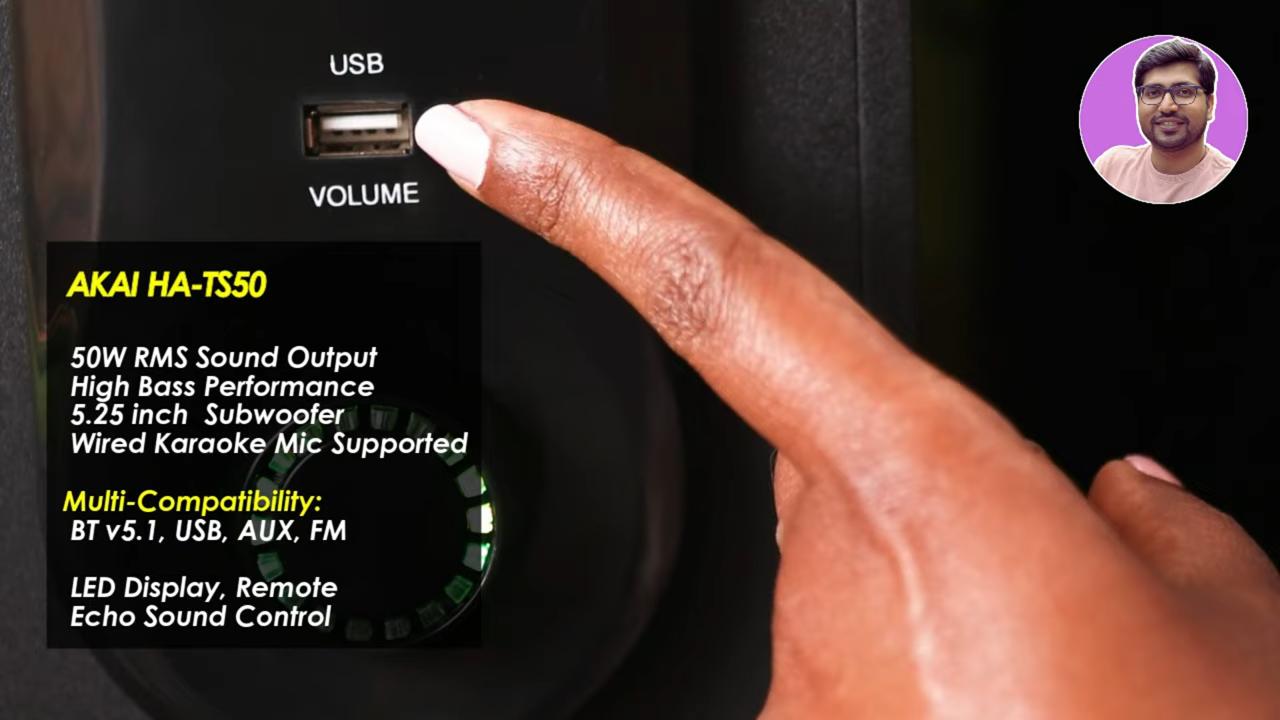 USB
VOLUME
AKAI HA-TS50
50W RMS Sound Output
High Bass Performance
5.25 inch Subwoofer
Wired Karaoke Mic Supported
Multi-Compatibility:
BT v5.1, USB, AUX, FM
LED Display, Remote
Echo Sound Control